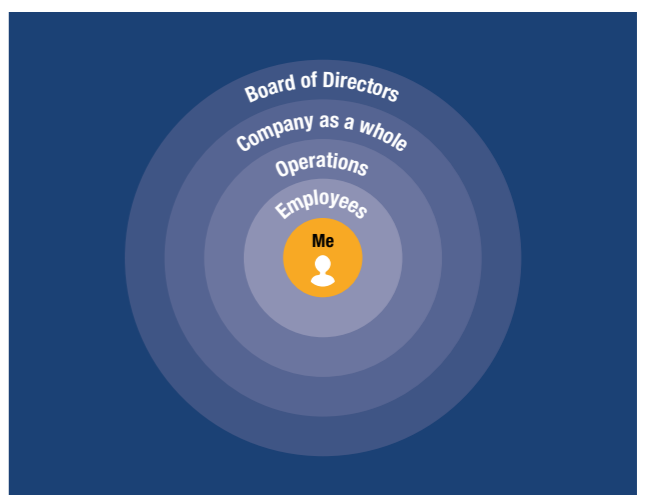 Board of Directors
Company as a whole
Operations
Employees
Me